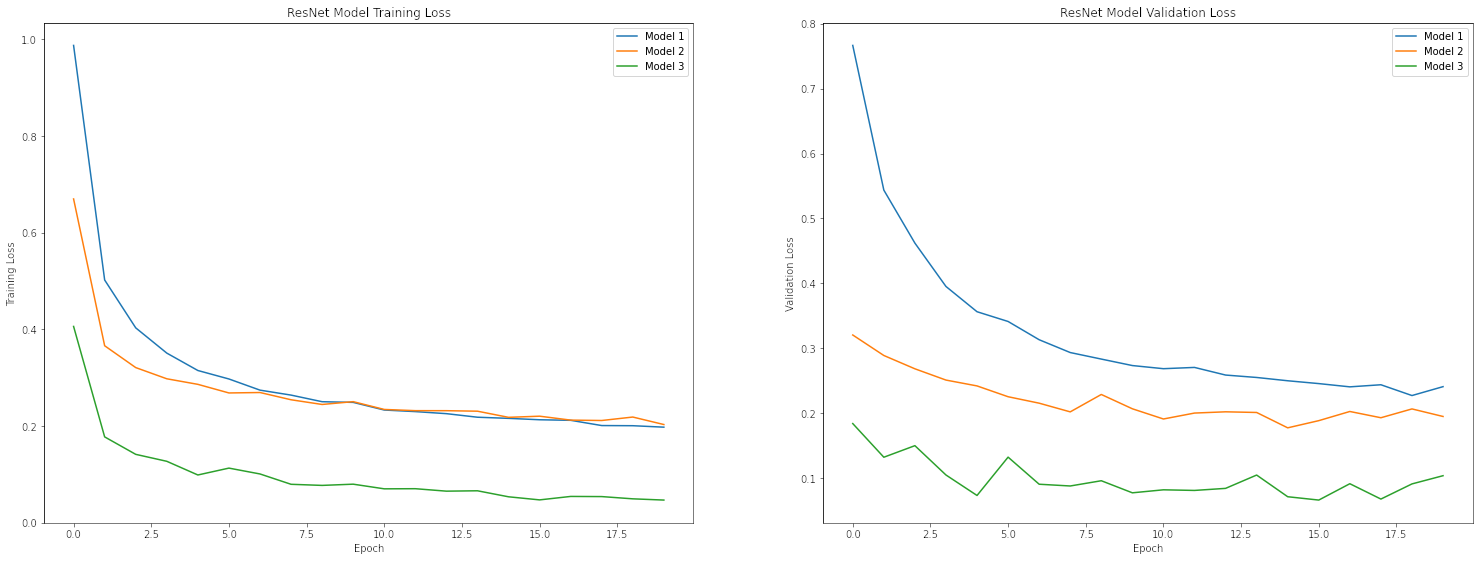 ResNet Model Training Loss
Model 1
Model 2
Model 3
1.0
0.8
0.6
0.4
0.2
0.0
Training Loss
0.0 2.5 5.0 7.5 10.0 12.5 15.0 17.5
Epoch
ResNet Model Validation Loss
Model 1
Model 2
Model 3
0.8
0.7
0.6
0.5
0.4
0.3
0.2
0.1
Validation Loss
0.0 2.5 5.0 7.5 10.0 12.5 15.0 17.5
Epoch